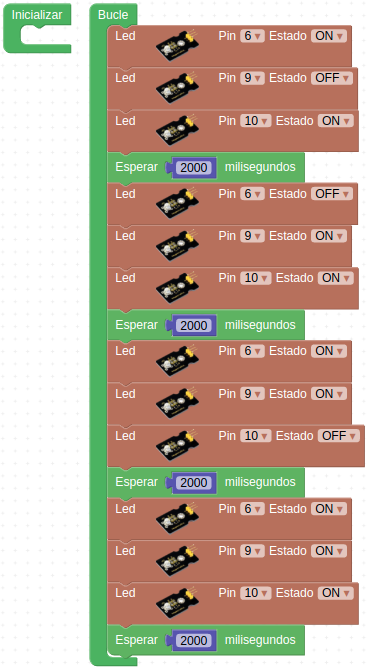 Inicializar
Bucle
Led Pin 6 Estado ON
Led Pin 9 Estado OFF
Led Pin 10 Estado ON
Esperar 2000 milisegundos
Led Pin 6 Estado OFF
Led Pin 9 Estado ON
Led Pin 10 Estado ON
Esperar 2000 milisegundos
Led Pin 6 Estado ON
Led Pin 9 Estado ON
Led Pin 10 Estado OFF
Esperar 2000 milisegundos
Led Pin 6 Estado ON
Led Pin 9 Estado ON
Led Pin 10 Estado ON
Esperar 2000 milisegundos